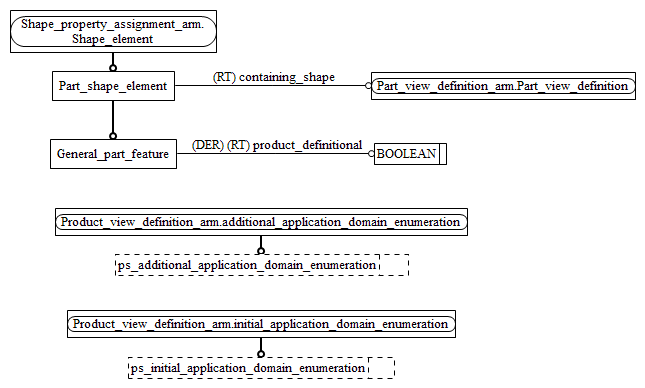 Shape_property_assignment_arm.
Shape_element
Part_shape_element
(RT) containing_shape
Part_view_definition_arm.Part_view_definition
General_part_feature
(DER) (RT) product_definitional
BOOLEAN
Product_view_definition_arm.additional_application_domain_enumeration
ps_additional_application_domain_enumeration
Product_view_definition_arm.initial_application_domain_enumeration
ps_initial_application_domain_enumeration